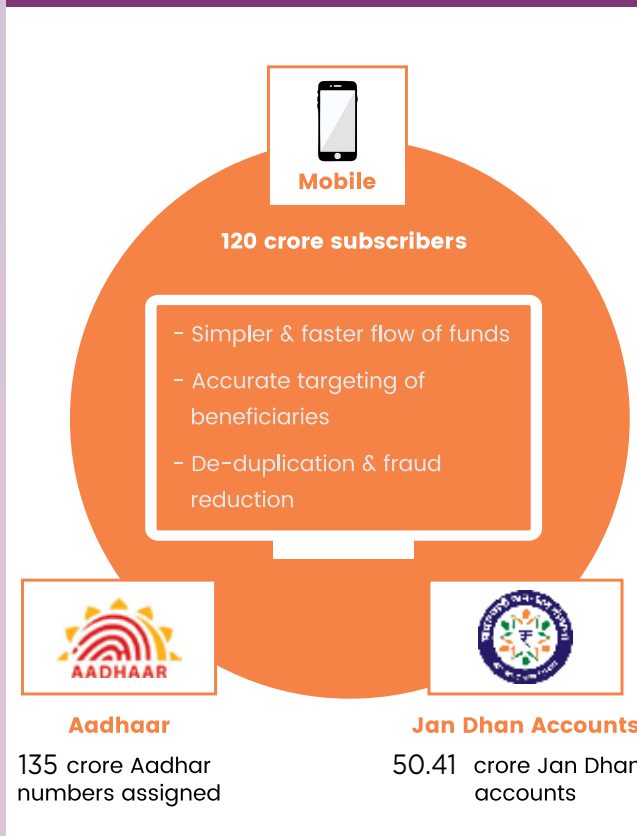 Mobile
120 crore subscribers
- Simpler & faster flow of funds
- Accurate targeting of
beneficiaries
- De-duplication & fraud
reduction
AADHAAR
Aadhaar
135 crore Aadhar
numbers assigned
Jan Dhan Accounts
50.41 crore Jan Dhan
accounts